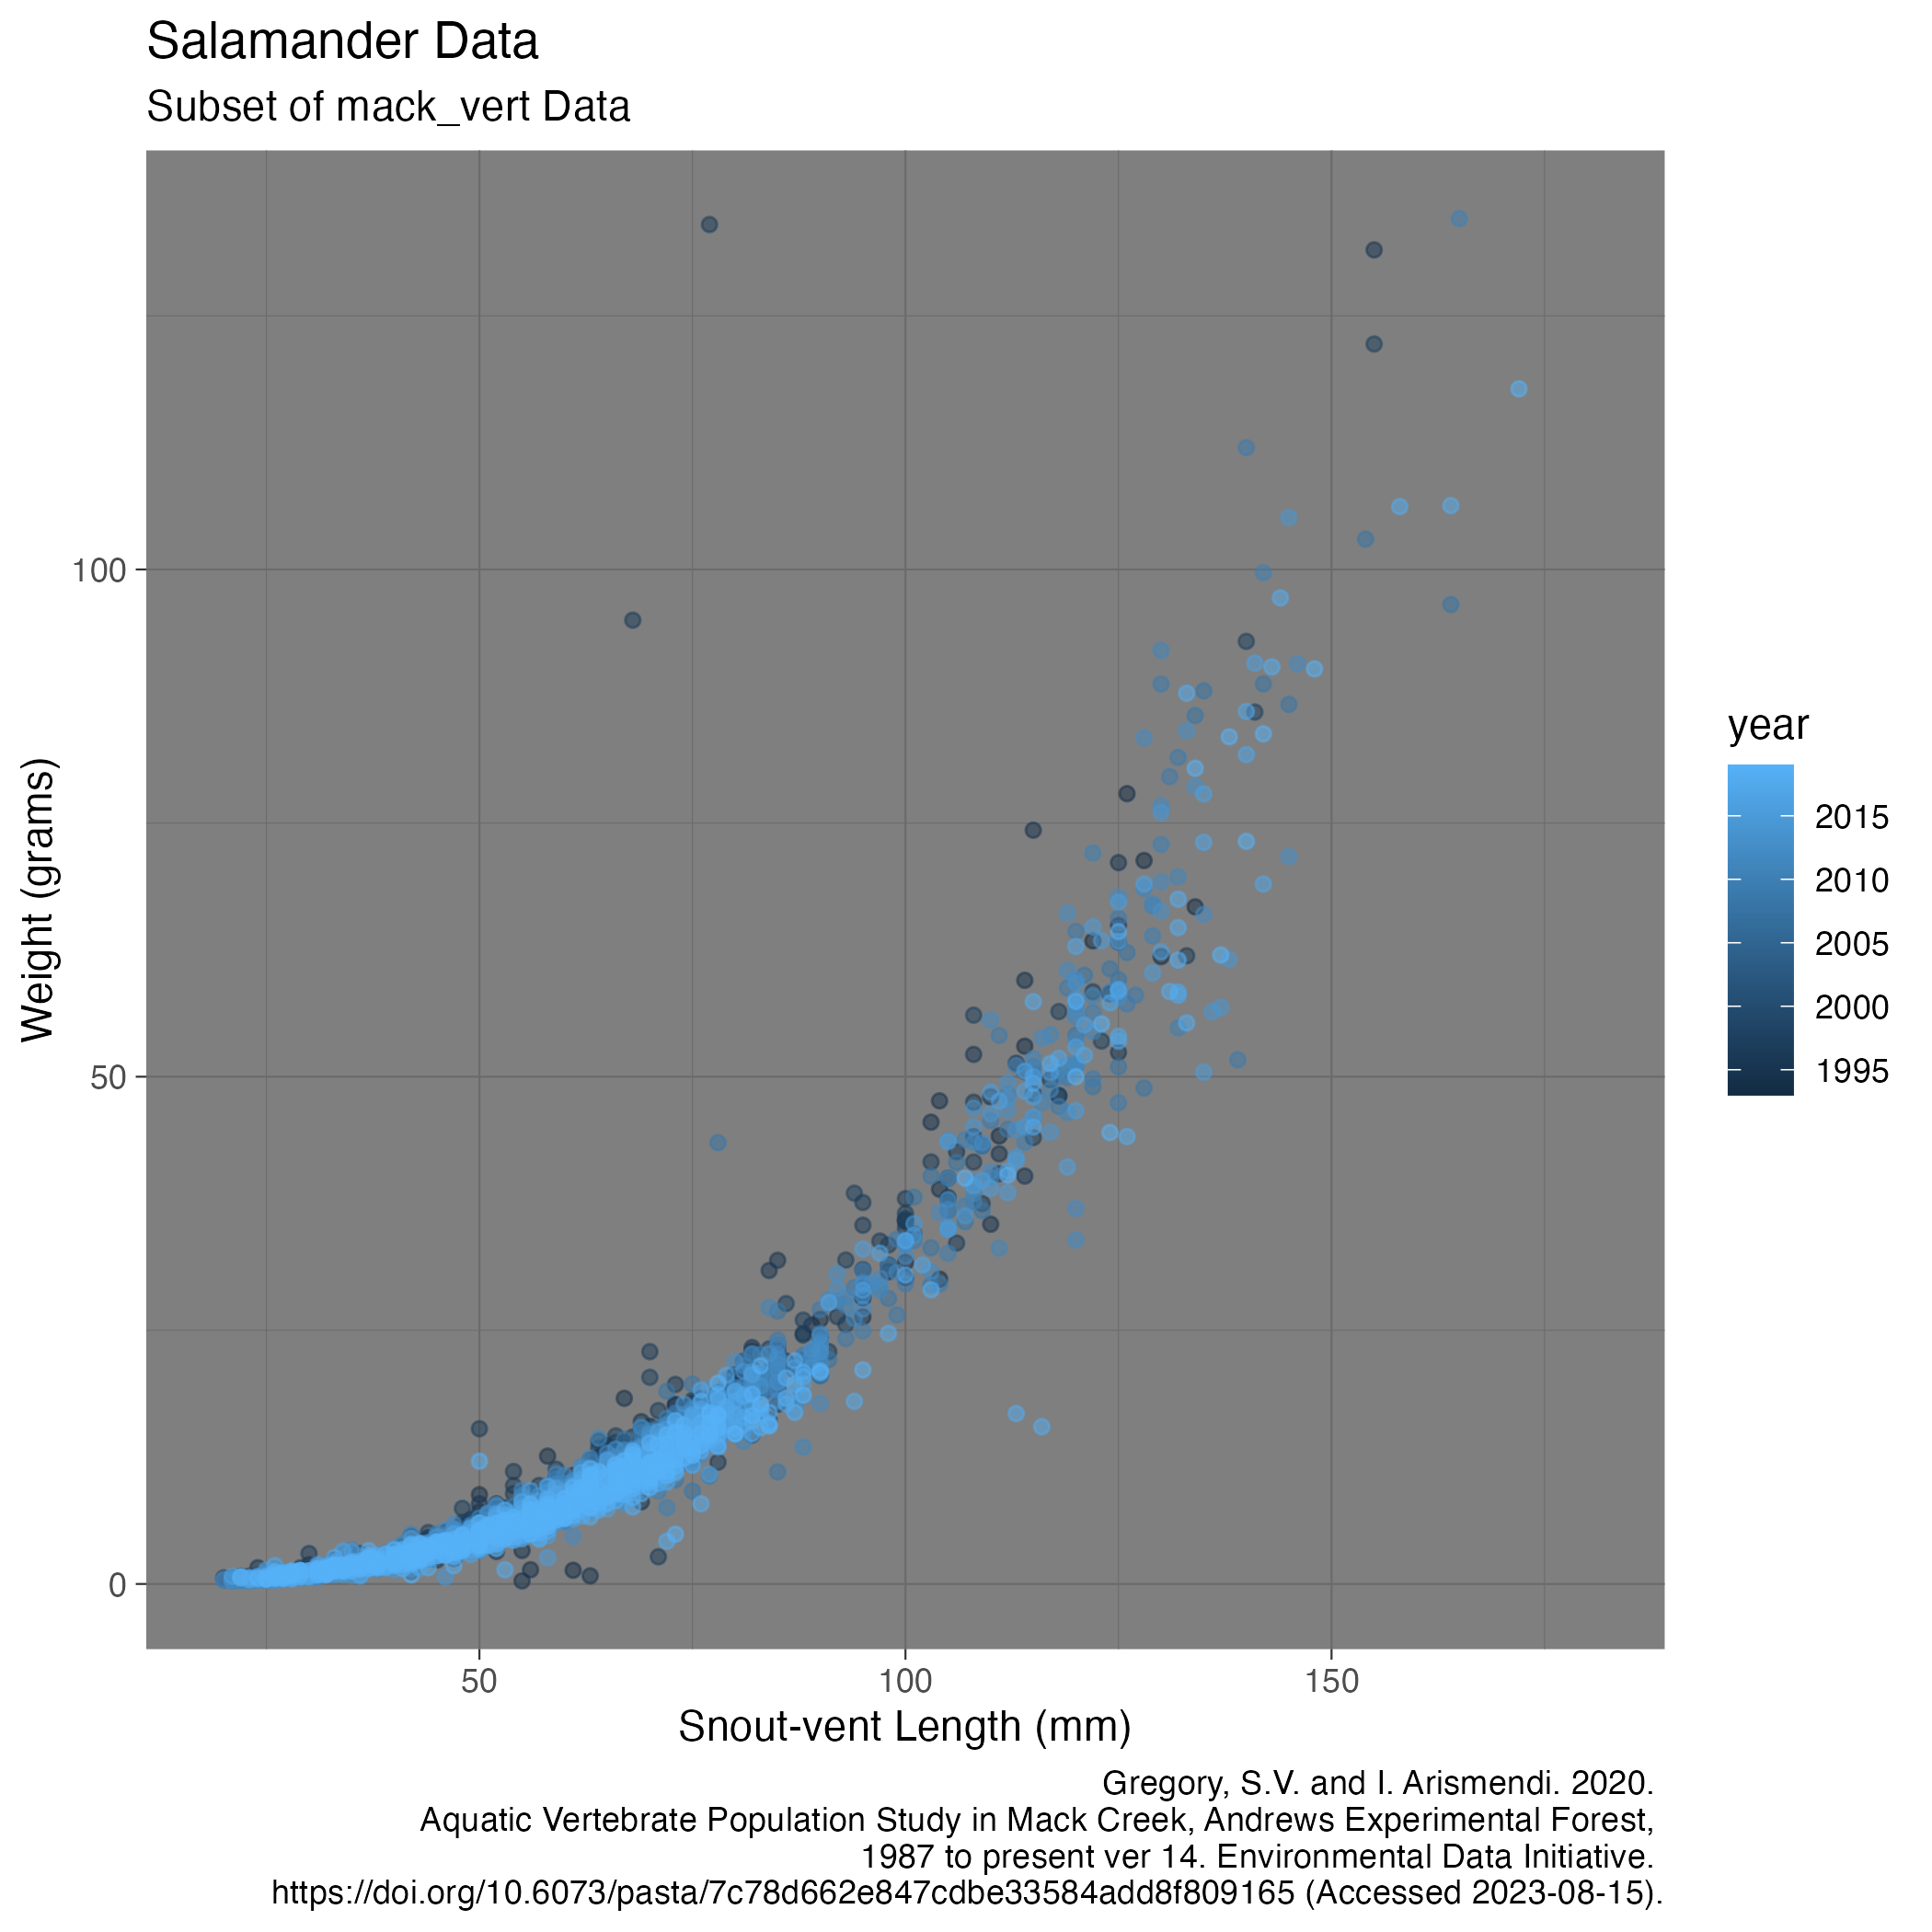 Salamander Data
Subset of mack_vert Data
Weight (grams)
100
50
0
50
100
150
Snout-vent Length (mm)
year
2015
2010
2005
2000
1995
Gregory, S.V. and I. Arismendi. 2020.
Aquatic Vertebrate Population Study in Mack Creek, Andrews Experimental Forest,
1987 to present ver 14. Environmental Data Initiative.
https://doi.org/10.6073/pasta/7c78d662e847cdbe33584add8f809165 (Accessed 2023-08-15).